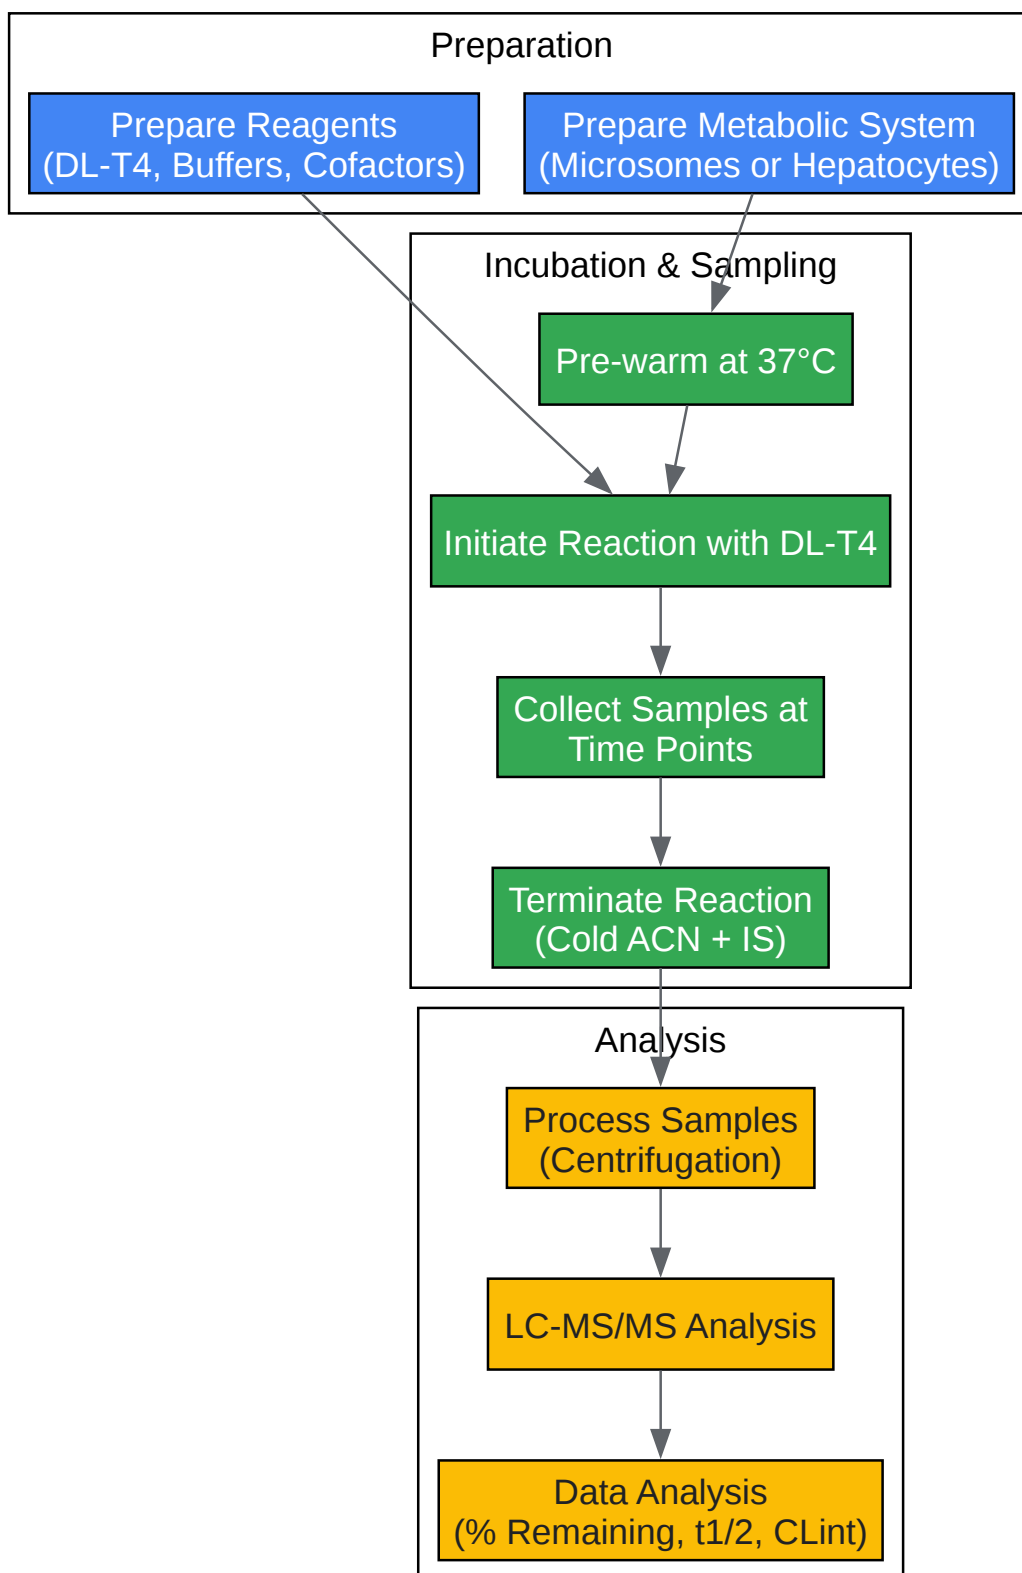 Preparation
Prepare Reagents
(DL-T4, Buffers, Cofactors)
Prepare Metabolic System
(Microsomes or Hepatocytes)
Incubation & Sampling
Pre-warm at 37°C
Initiate Reaction with DL-T4
Collect Samples at
Time Points
Terminate Reaction
(Cold ACN + IS)
Analysis
Process Samples
(Centrifugation)
LC-MS/MS Analysis
Data Analysis
(% Remaining, t1/2, CLint)